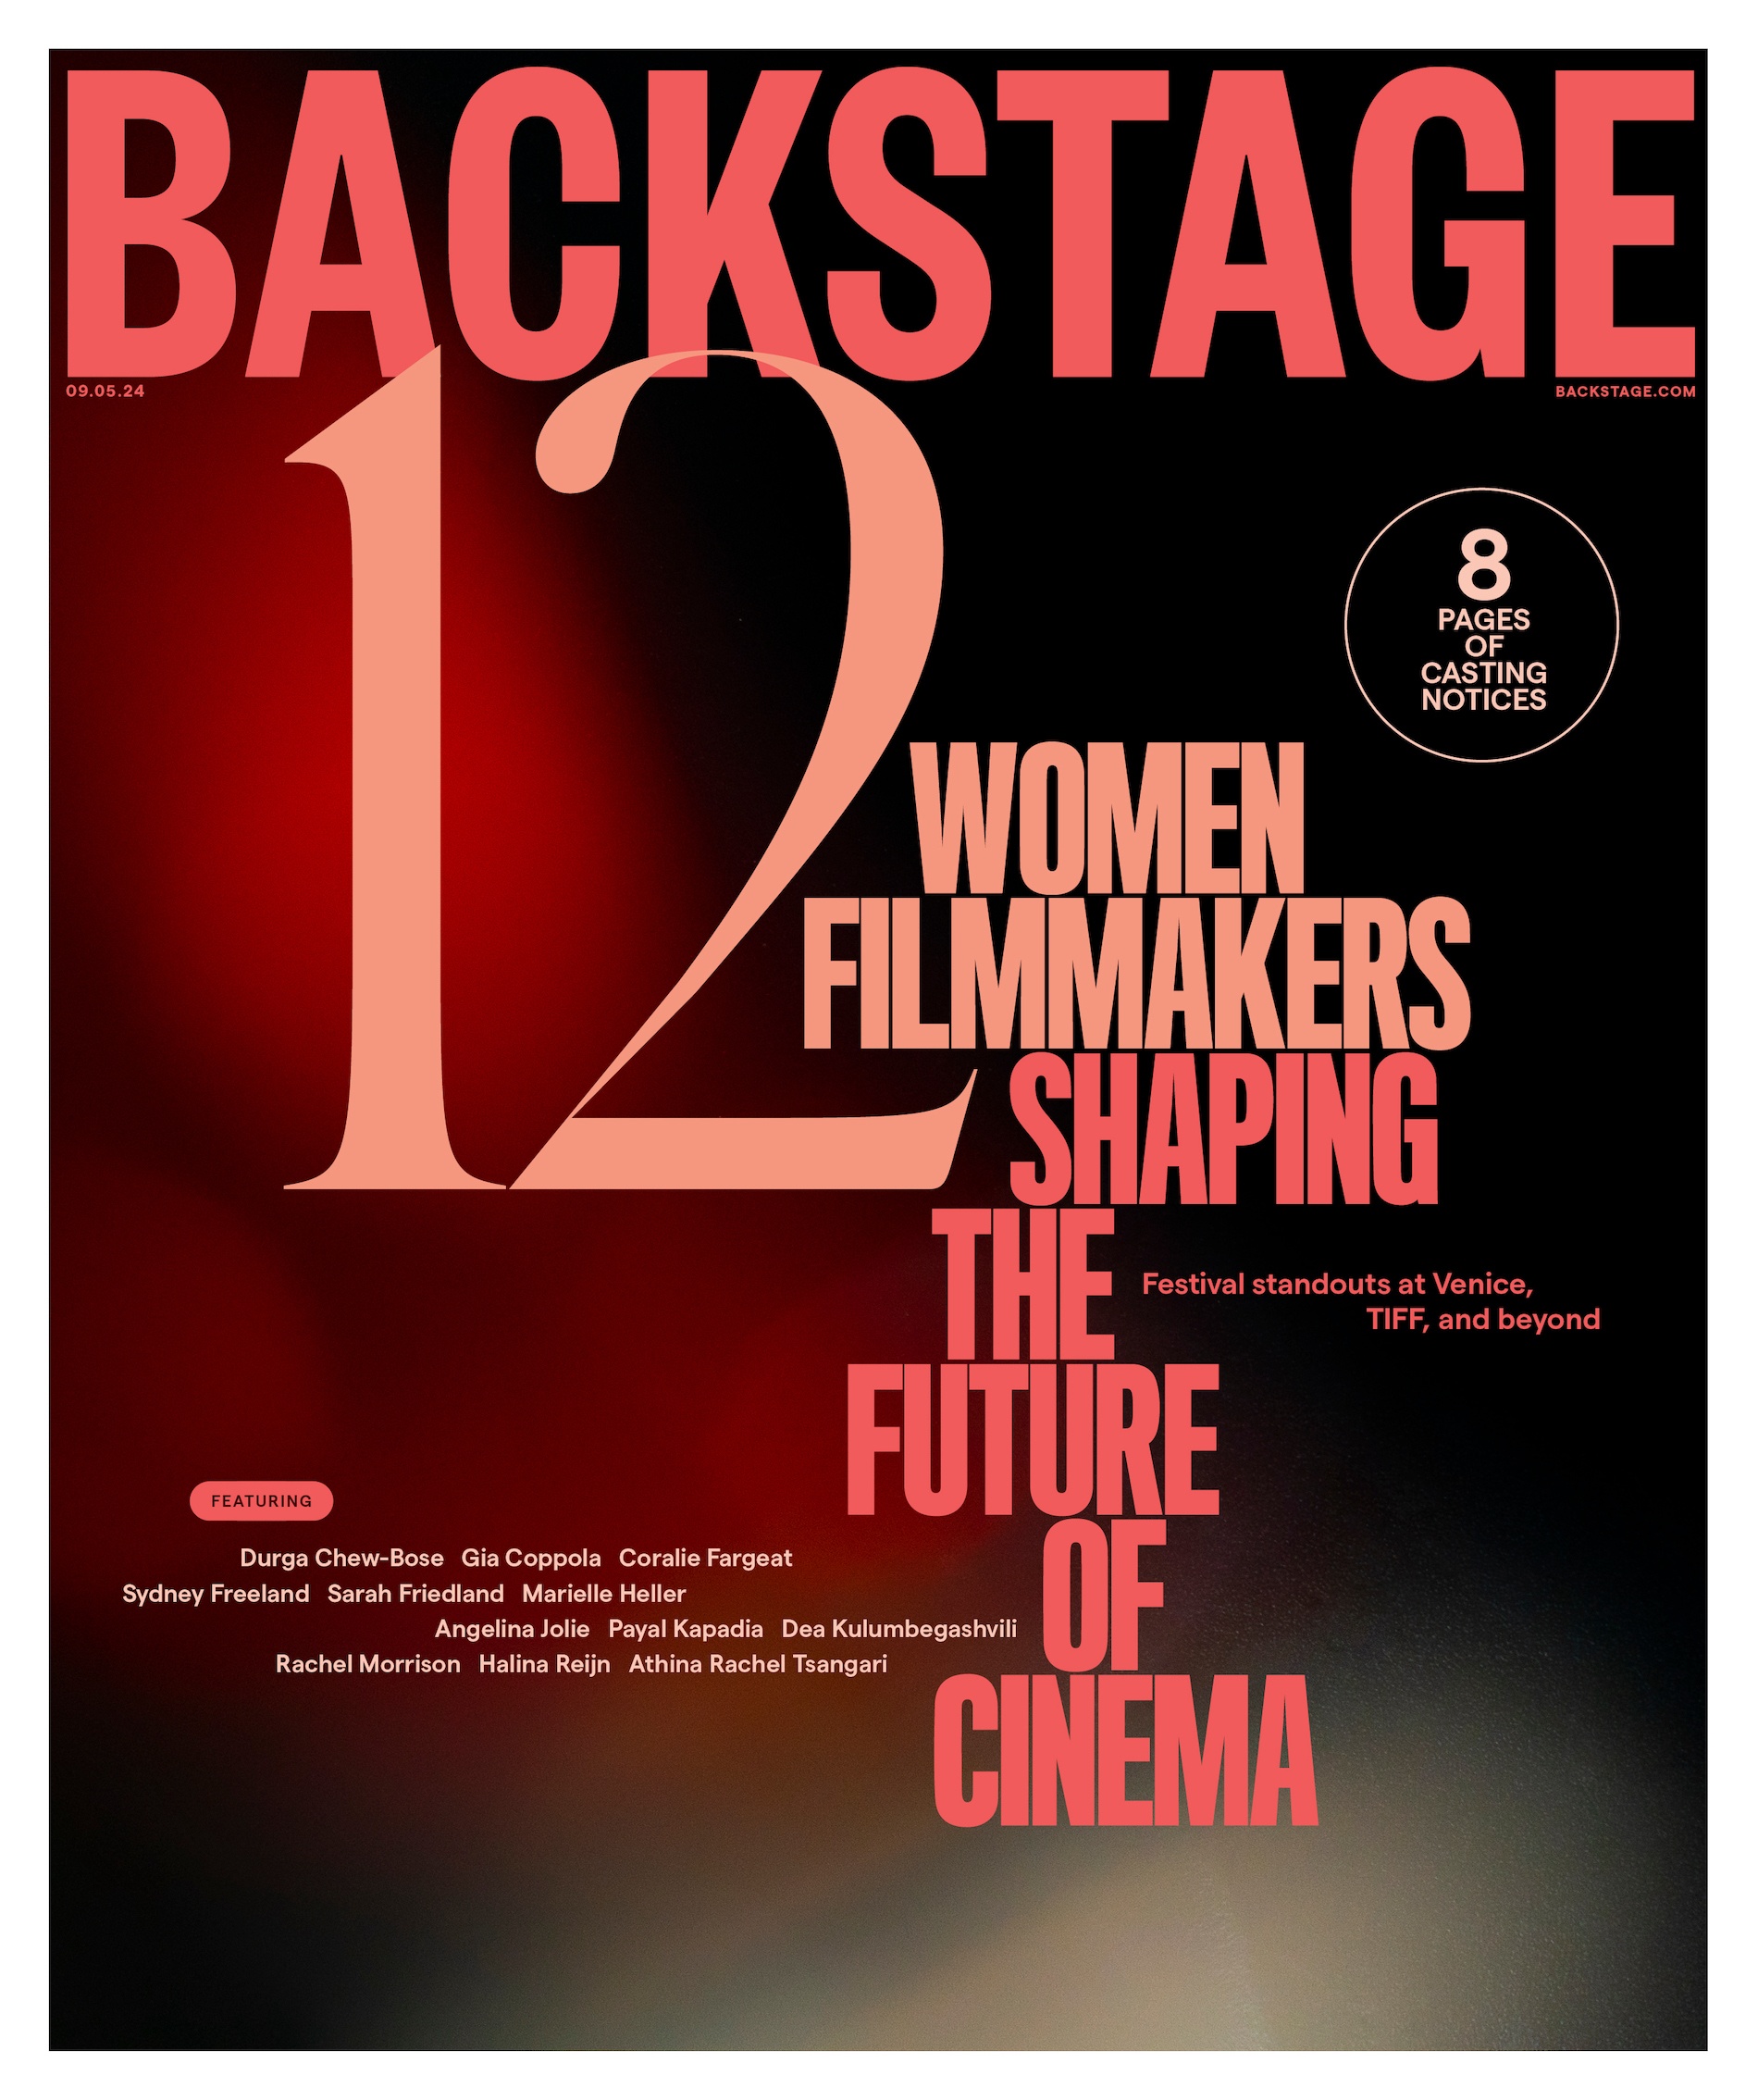 BACKSTAGE
09.05.24
BACKSTAGE.COM
12
8
PAGES
OF
CASTING
NOTICES
WOMEN
FILMMAKERS
SHAPING
THE
Festival standouts at Venice,
TIFF, and beyond
FUTURE
OF
CINEMA
FEATURING
Durga Chew-Bose Gia Coppola Coralie Fargeat
Sydney Freeland Sarah Friedland Marielle Heller
Angelina Jolie Payal Kapadia Dea Kulumbegashvili
Rachel Morrison Halina Reijn Athina Rachel Tsangari